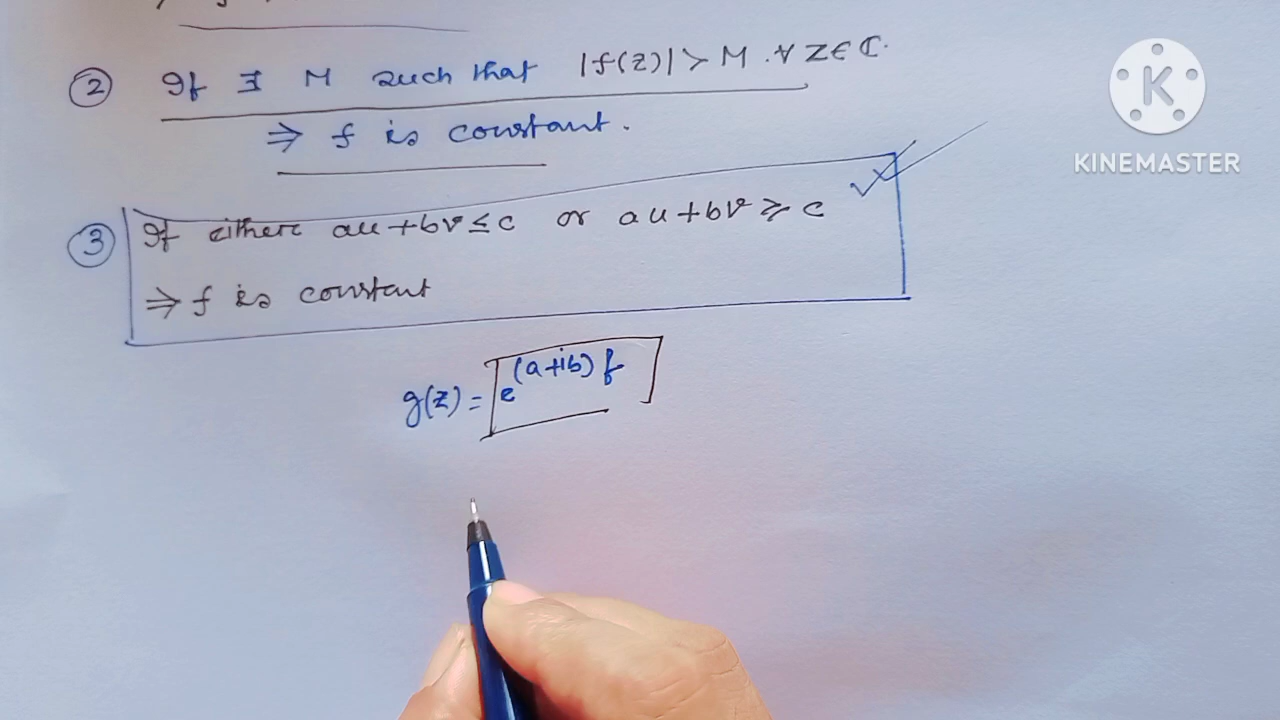 ② If ∃ M such that |f(z)| > M . ∀ z ∈ ℂ.
⇒ f is constant.
③ If either au + bv ≤ c or au + bv ≥ c
⇒ f is constant
g(z) = e^{(a+ib) f}
K
KINEMASTER